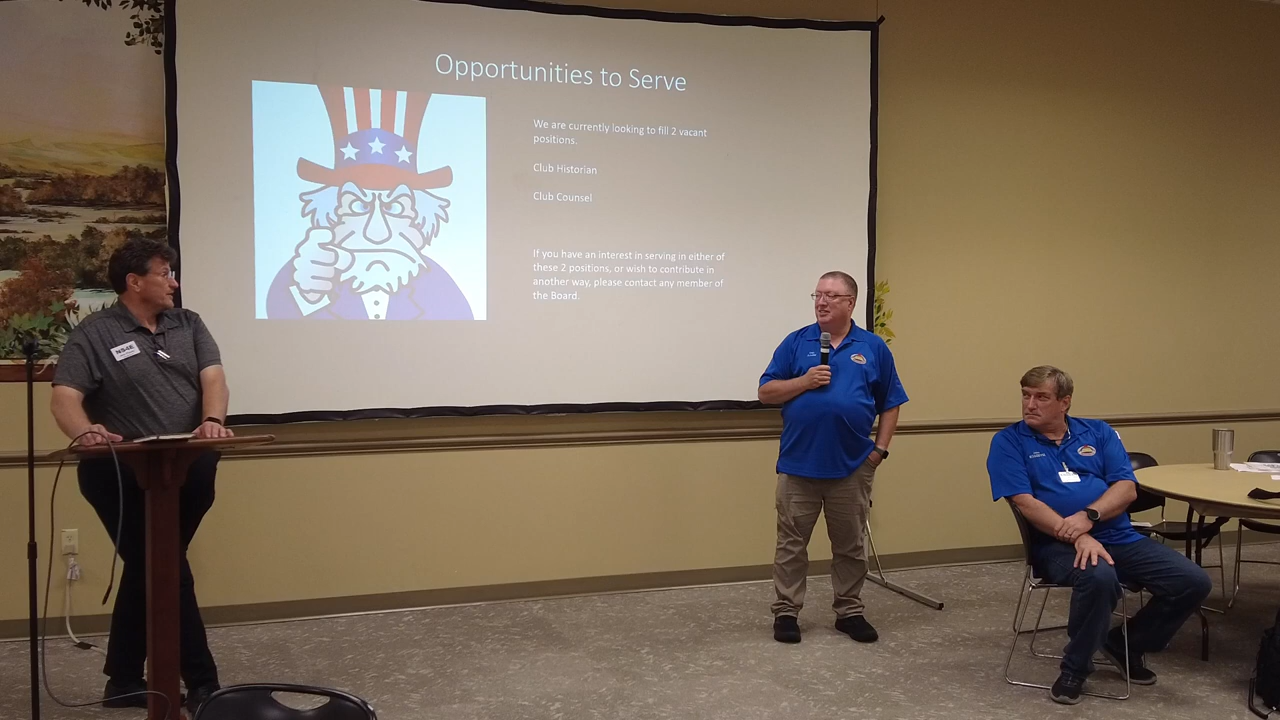 Opportunities to Serve
We are currently looking to fill 2 vacant
positions.
Club Historian
Club Counsel
If you have an interest in serving in either of
these 2 positions, or wish to contribute in
another way, please contact any member of
the Board.